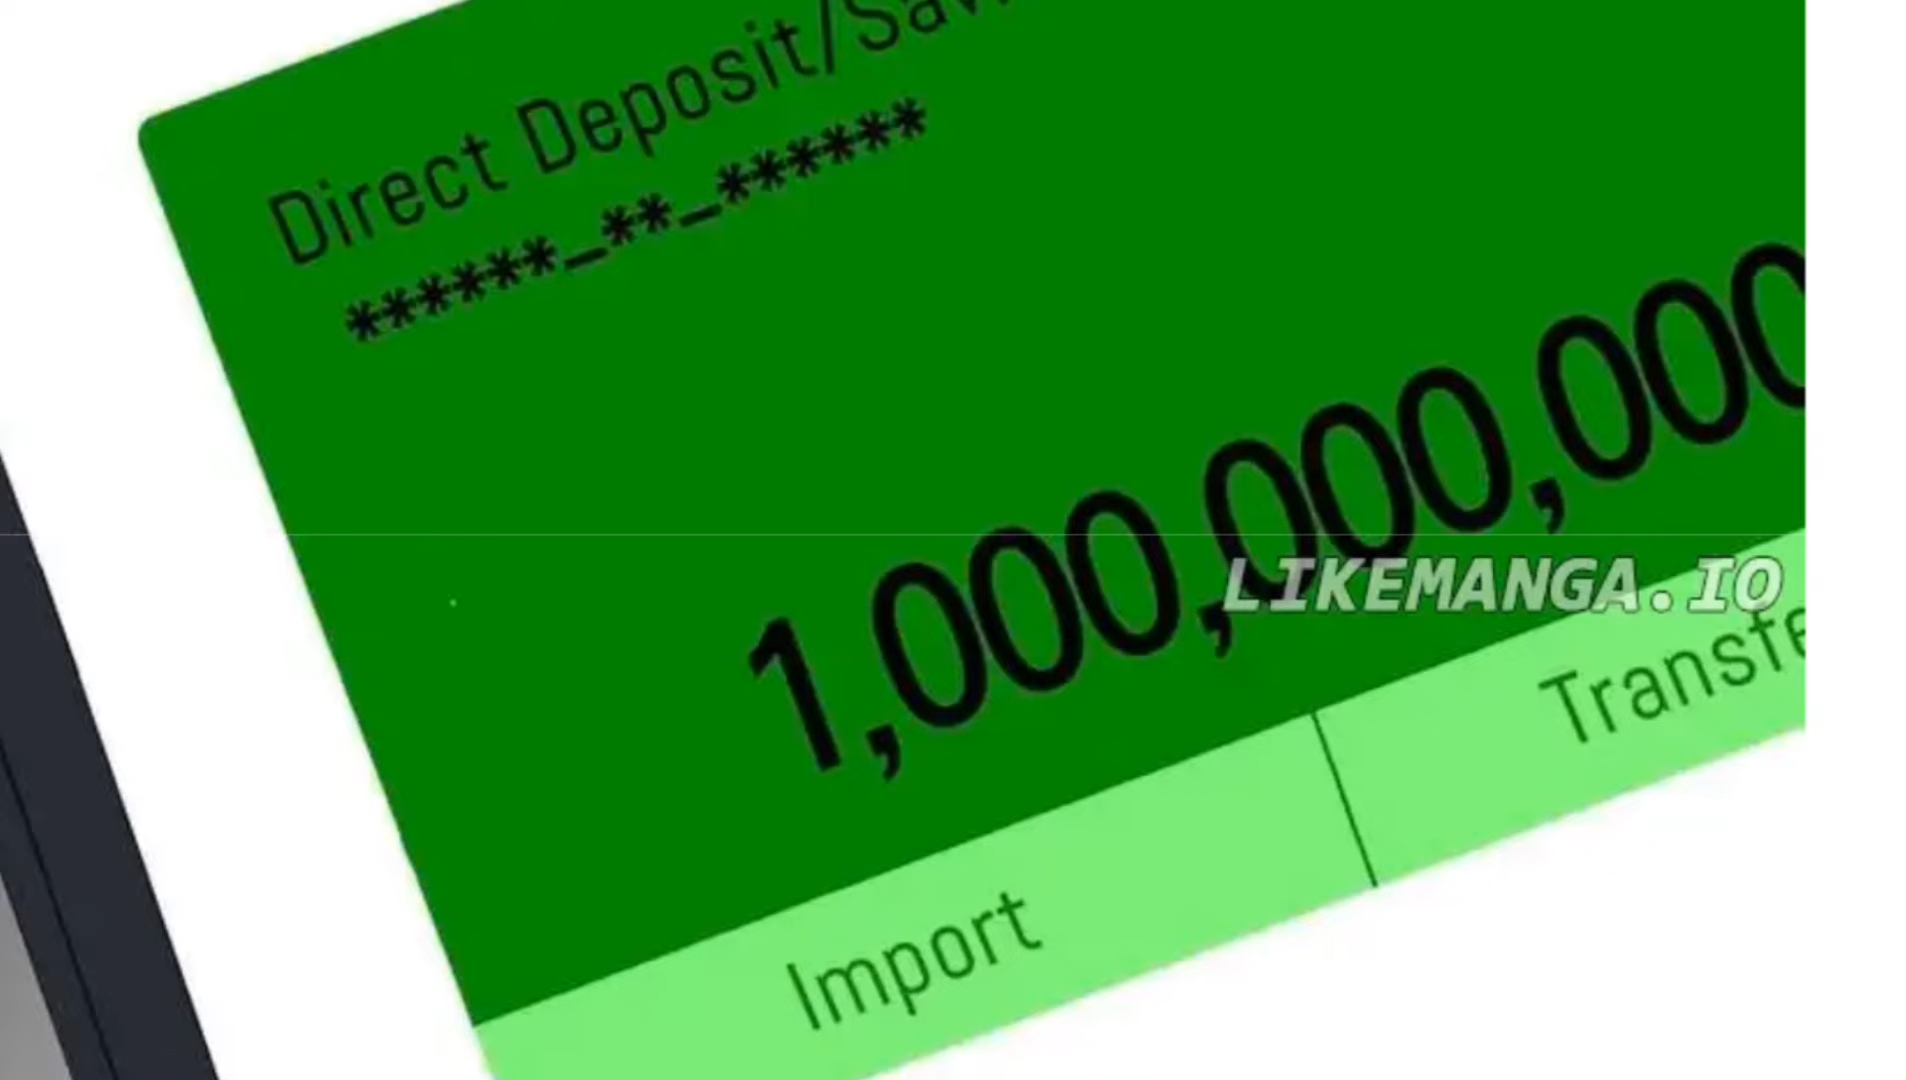 Direct Deposit/Sav
******-**-******
1,000,000,000
LIKEMANGA.IO
Transfe
Import